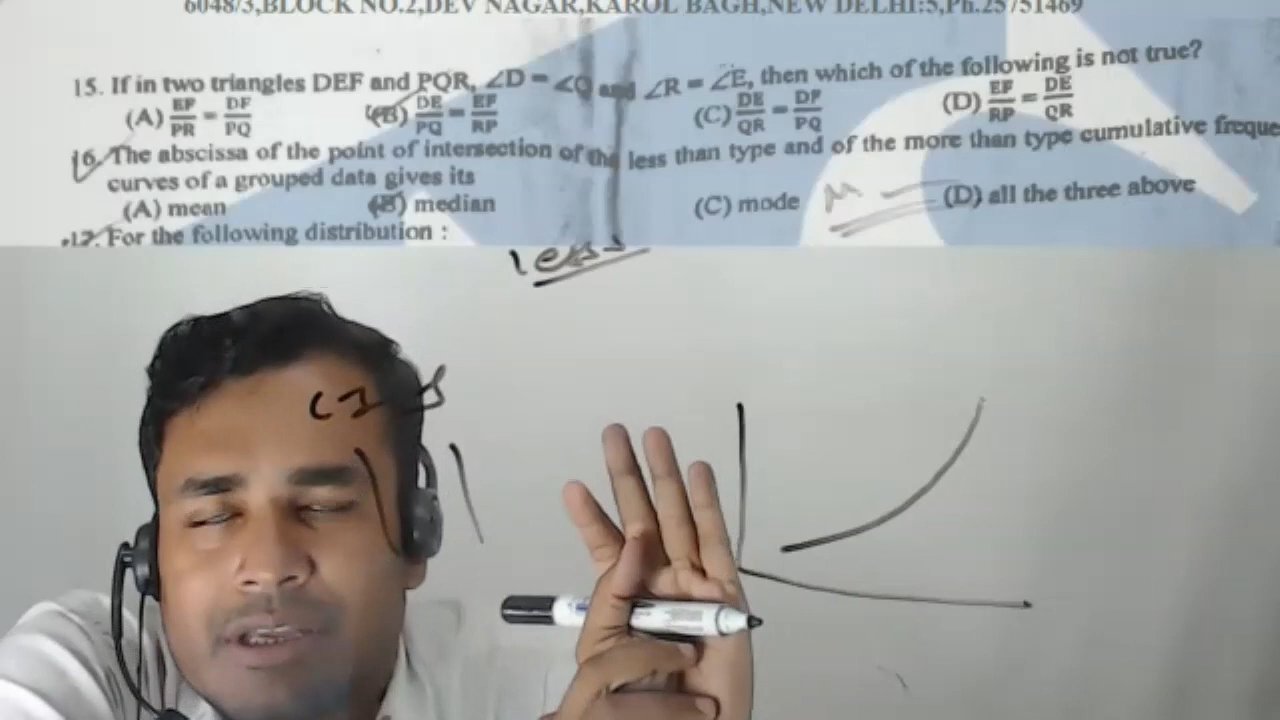 6048/3,BLOCK NO.2,DEV NAGAR,KAROL BAGH,NEW DELHI:5,Ph.25751469
15. If in two triangles DEF and PQR, ∠D = ∠Q and ∠R = ∠E, then which of the following is not true?
(A) EF/PR = DF/PQ (B) DE/PQ = EF/RP (C) DE/QR = DF/PQ (D) EF/RP = DE/QR
16. The abscissa of the point of intersection of the less than type and of the more than type cumulative freque
curves of a grouped data gives its
(A) mean (B) median (C) mode M (D) all the three above
17. For the following distribution :
less